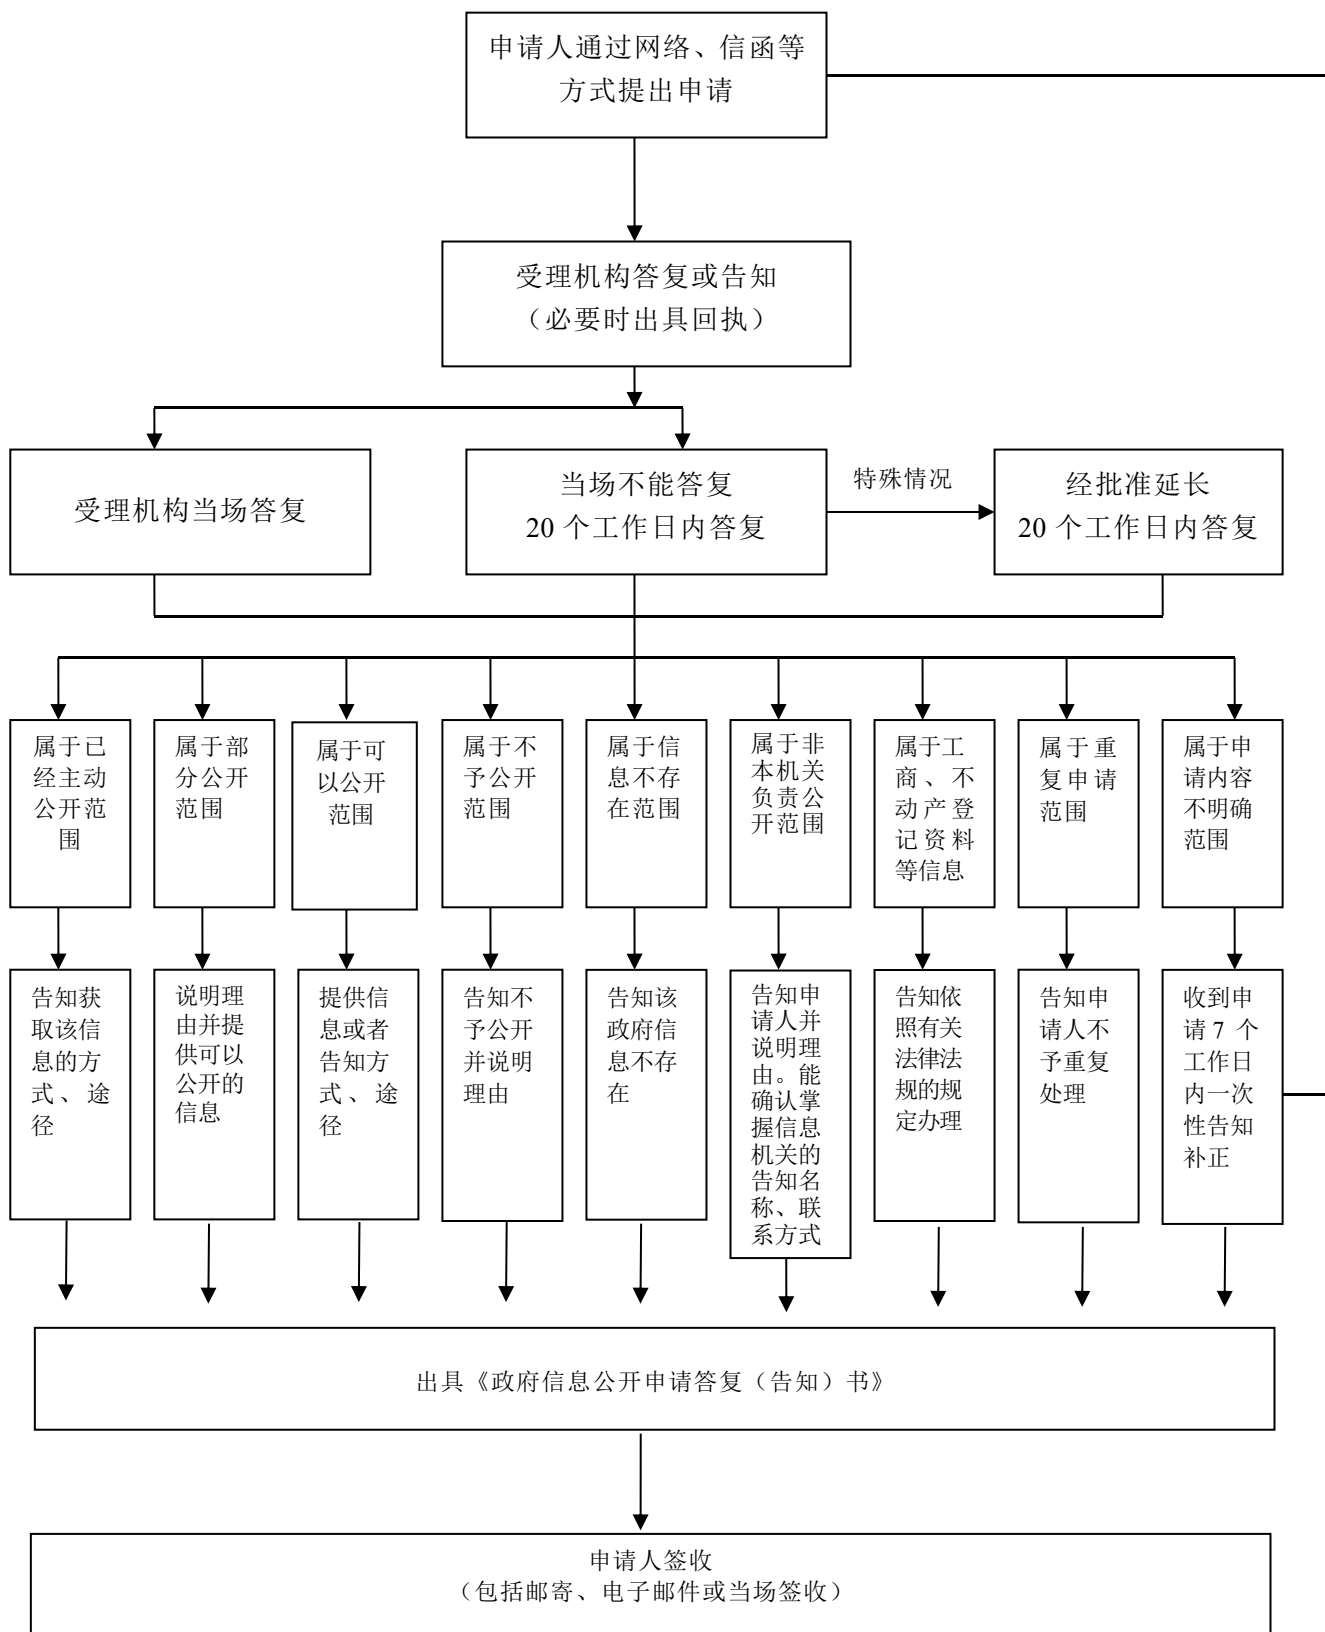 申请人通过网络、信函等
方式提出申请
受理机构答复或告知
（必要时出具回执）
受理机构当场答复
当场不能答复
20 个工作日内答复
特殊情况
经批准延长
20 个工作日内答复
属于已
经主动
公开范
围
属于部
分公开
范围
属于可
以公开
范围
属于不
予公开
范围
属于信
息不存
在范围
属于非
本机关
负责公
开范围
属于工
商、不
动产登
记资料
等信息
属于重
复申请
范围
属于申
请内容
不明确
范围
告知获
取该信
息的方
式、途
径
说明理
由并提
供可以
公开的
信息
提供信
息或者
告知方
式、途
径
告知不
予公开
并说明
理由
告知该
政府信
息不存
在
告知申
请人并
说明理
由。能
确认掌
握信息
机关的
告知名
称、联
系方式
告知依
照有关
法律法
规的规
定办理
告知申
请人不
予重复
处理
收到申
请 7 个
工作日
内一次
性告知
补正
出具《政府信息公开申请答复（告知）书》
申请人签收
（包括邮寄、电子邮件或当场签收）